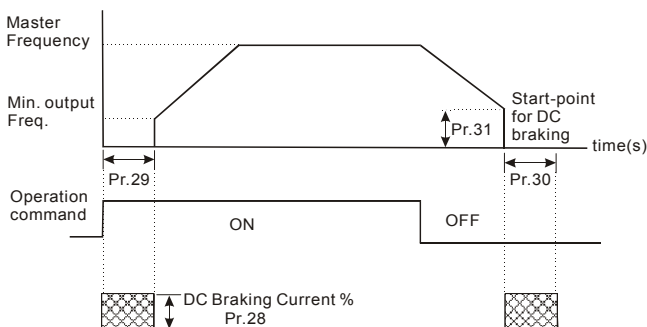 Master
Frequency
Min. output
Freq.
Pr.31
Start-point
for DC
braking
time(s)
Pr.29
Pr.30
Operation
command
ON
OFF
DC Braking Current %
Pr.28